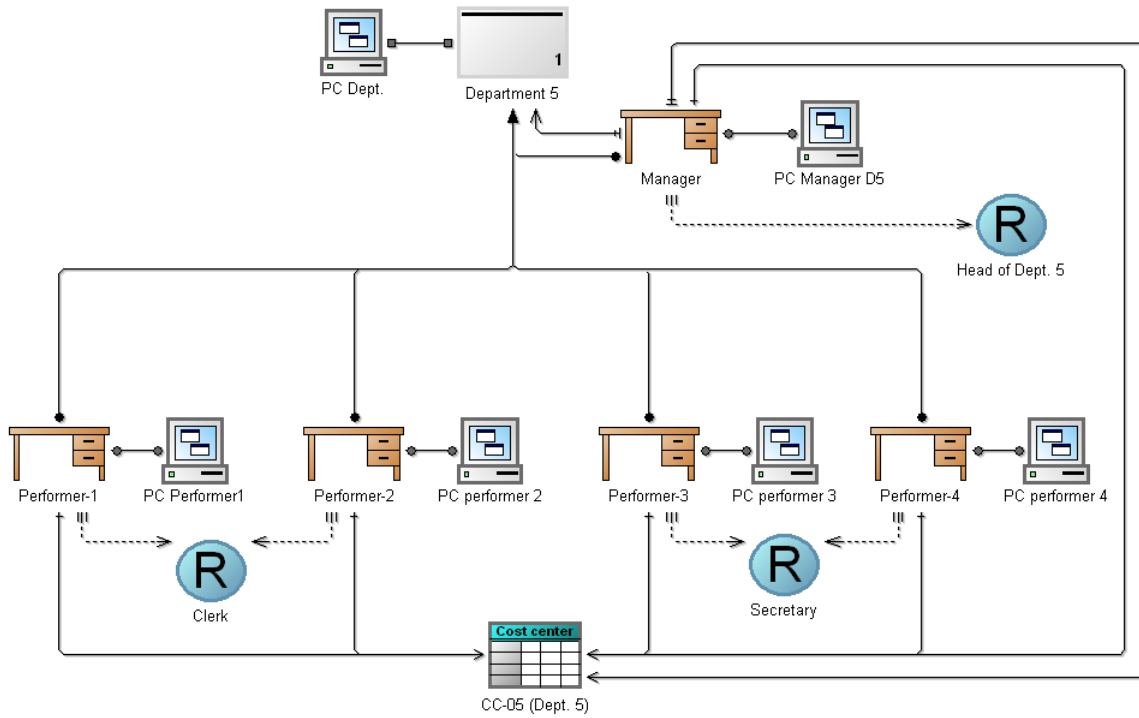 1
PC Dept.
Department 5
Manager
PC Manager D5
R
Head of Dept. 5
Performer-1
PC Performer1
Performer-2
PC performer 2
Performer-3
PC performer 3
Performer-4
PC performer 4
R
Clerk
R
Secretary
Cost center
CC-05 (Dept. 5)